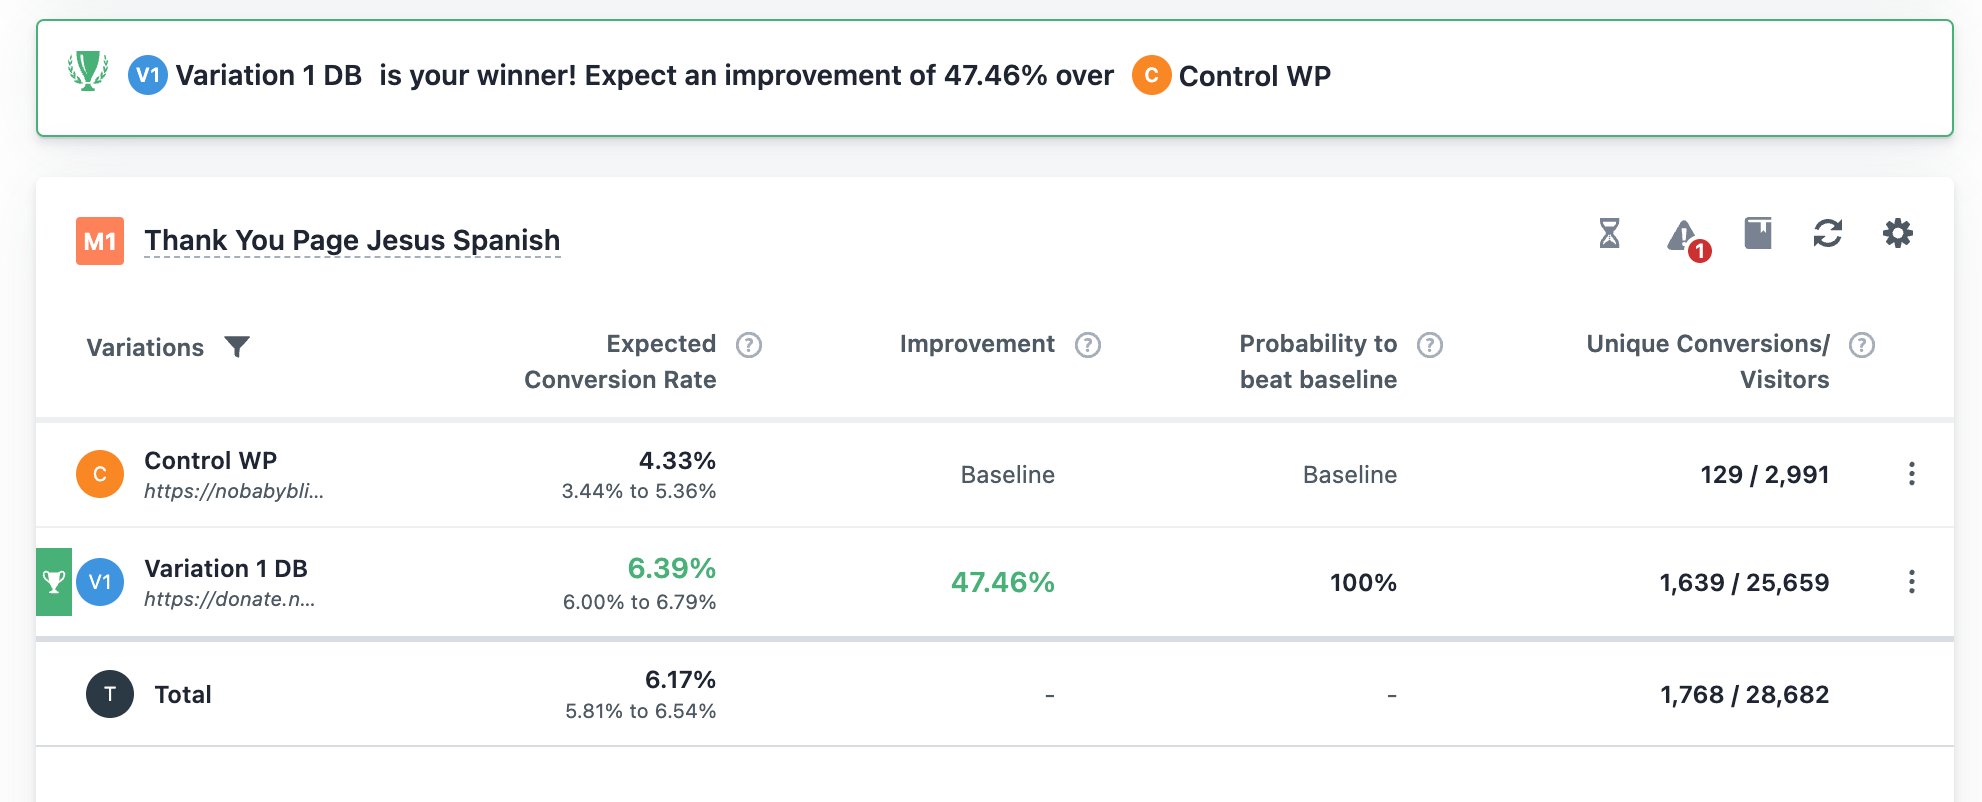 V1 Variation 1 DB is your winner! Expect an improvement of 47.46% over C Control WP
M1 Thank You Page Jesus Spanish
1
Variations
Expected
Conversion Rate
?
Improvement
?
Probability to
beat baseline
?
Unique Conversions/
Visitors
?
C
Control WP
https://nobabybli...
4.33%
3.44% to 5.36%
Baseline
Baseline
129 / 2,991
V1
Variation 1 DB
https://donate.n...
6.39%
6.00% to 6.79%
47.46%
100%
1,639 / 25,659
T
Total
6.17%
5.81% to 6.54%
-
-
1,768 / 28,682